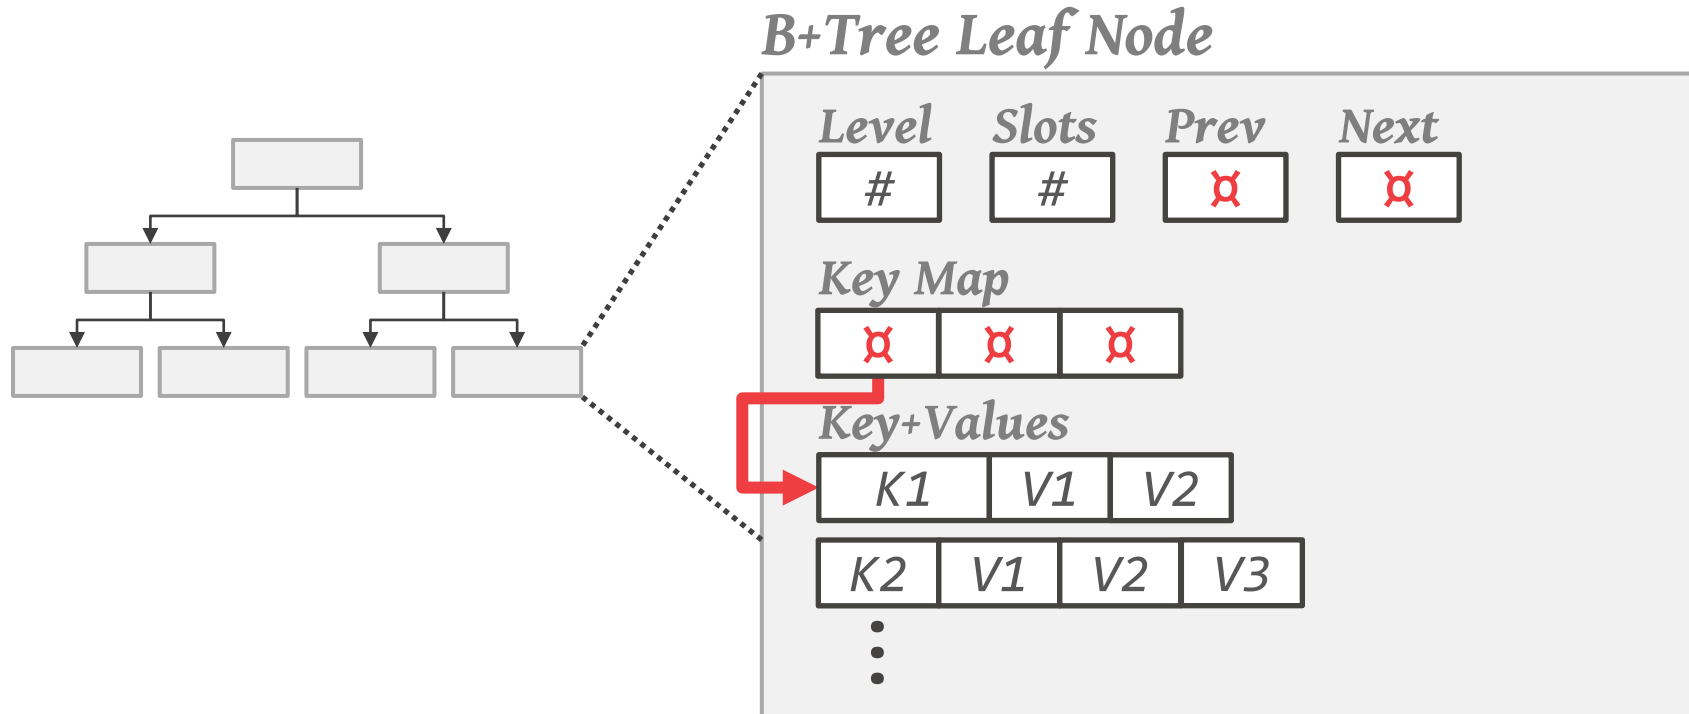 B+Tree Leaf Node
Level Slots Prev Next
# # ¤ ¤
Key Map
¤ ¤ ¤
Key+Values
K1 V1 V2
K2 V1 V2 V3